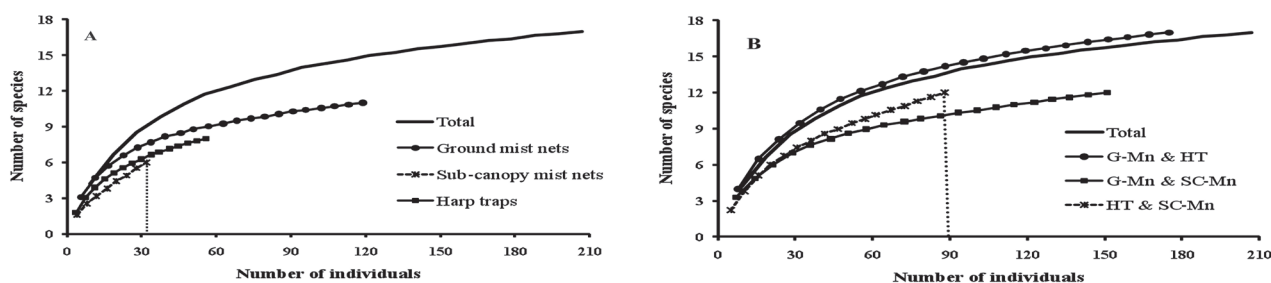 A
Number of species
18
15
12
9
6
3
0
0 30 60 90 120 150 180 210
Number of individuals
Total
Ground mist nets
Sub-canopy mist nets
Harp traps
B
Number of species
18
15
12
9
6
3
0
0 30 60 90 120 150 180 210
Number of individuals
Total
G-Mn & HT
G-Mn & SC-Mn
HT & SC-Mn